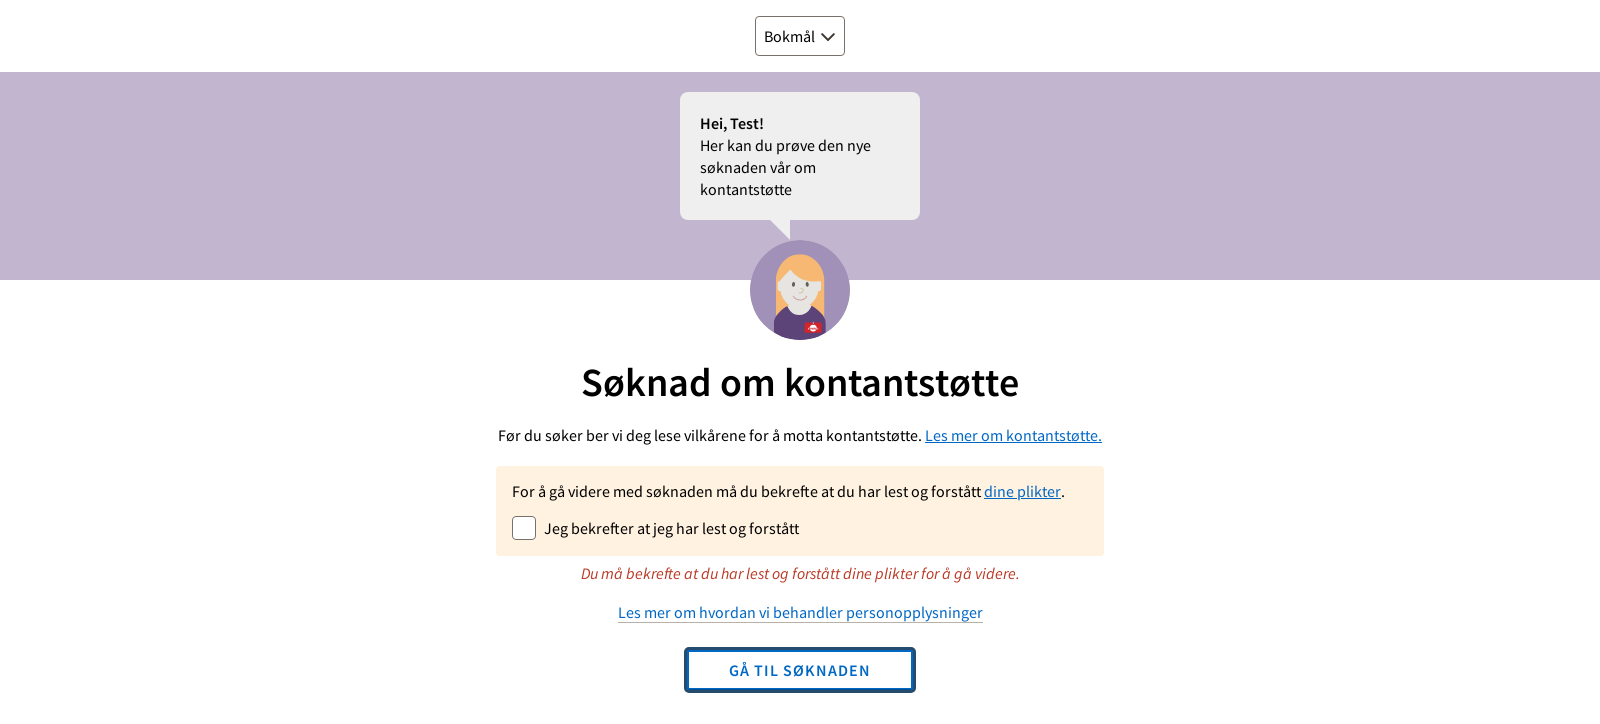 Bokmål
Hei, Test!
Her kan du prøve den nye
søknaden vår om
kontantstøtte
Søknad om kontantstøtte
Før du søker ber vi deg lese vilkårene for å motta kontantstøtte. Les mer om kontantstøtte.
For å gå videre med søknaden må du bekrefte at du har lest og forstått dine plikter.
Jeg bekrefter at jeg har lest og forstått
Du må bekrefte at du har lest og forstått dine plikter for å gå videre.
Les mer om hvordan vi behandler personopplysninger
GÅ TIL SØKNADEN